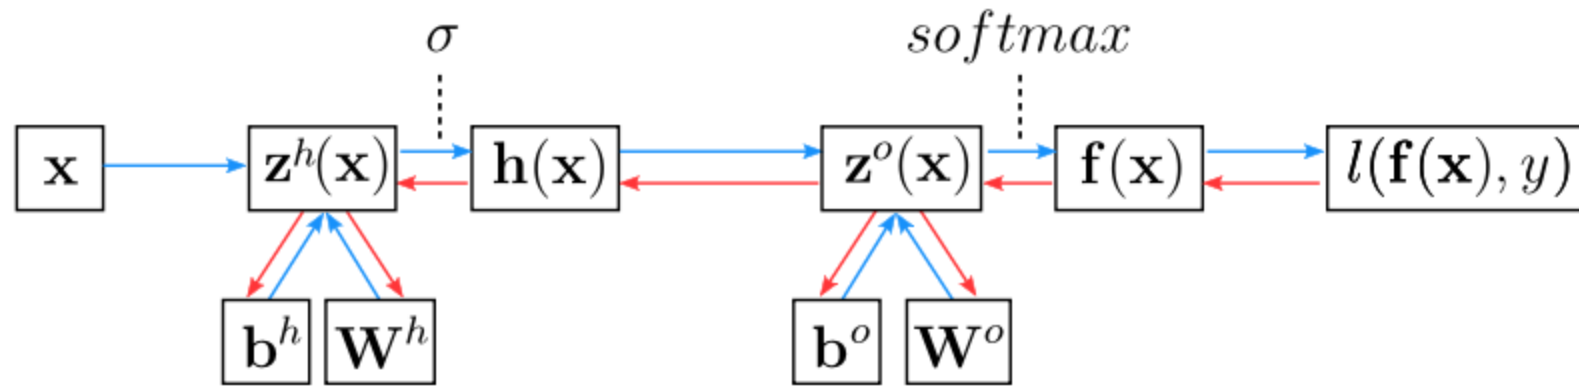 σ softmax
x z^h(x) h(x) z^o(x) f(x) l(f(x), y)
b^h W^h b^o W^o